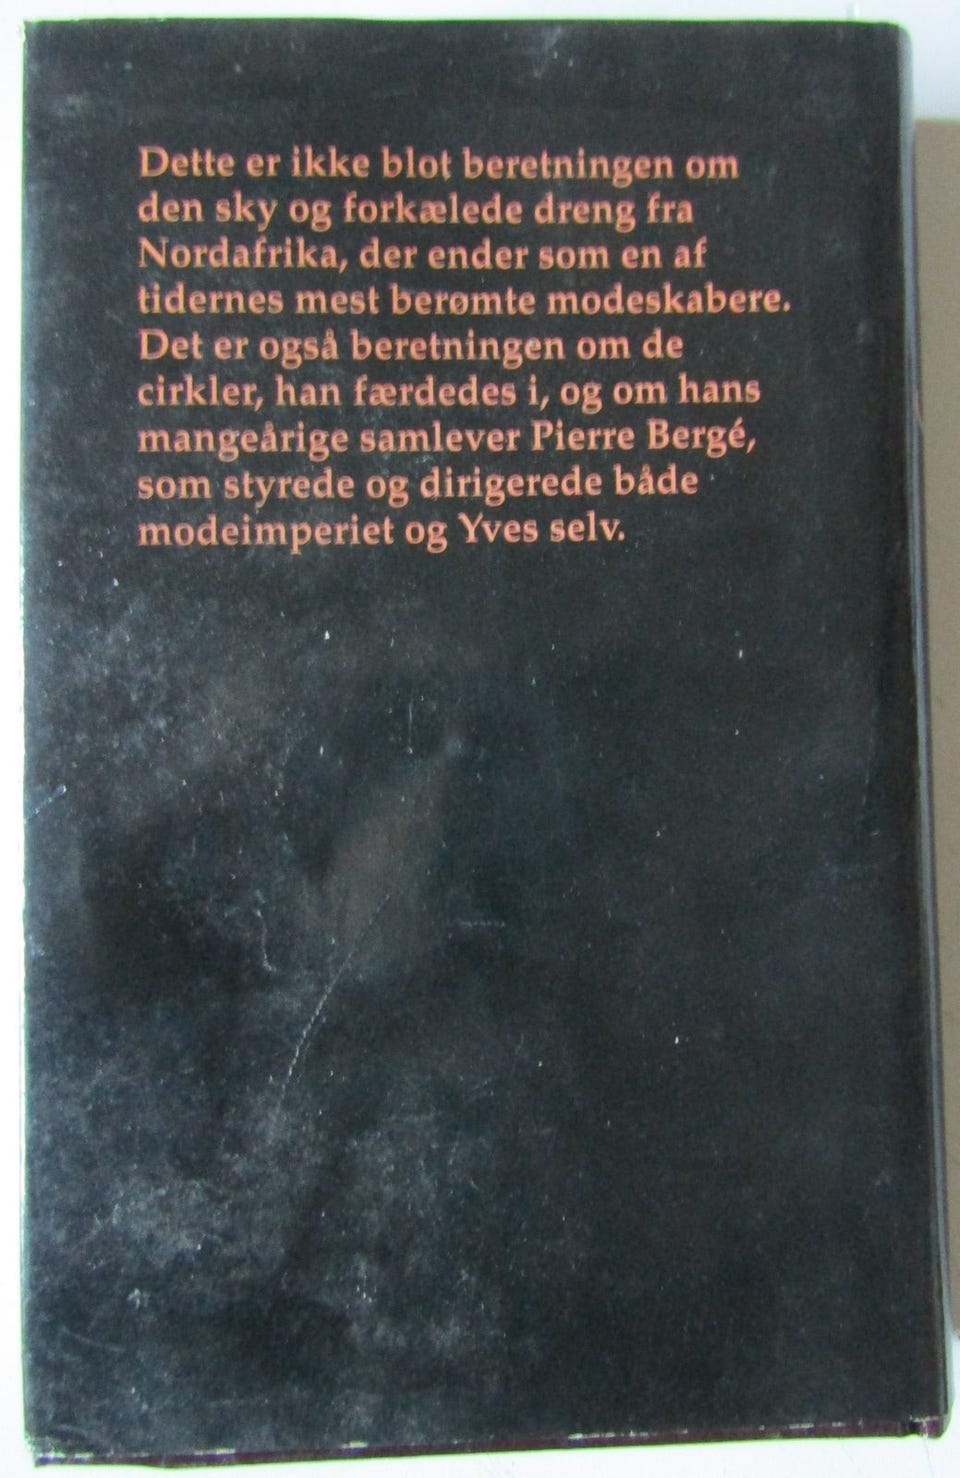 Dette er ikke blot beretningen om
den sky og forkælede dreng fra
Nordafrika, der ender som en af
tidernes mest berømte modeskabere.
Det er også beretningen om de
cirkler, han færdedes i, og om hans
mangeårige samlever Pierre Bergé,
som styrede og dirigerede både
modeimperiet og Yves selv.